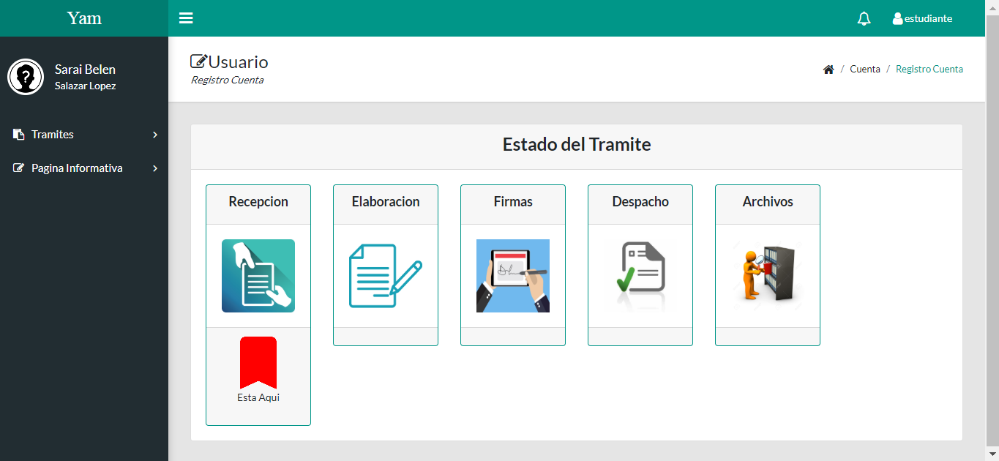 Yam
estudiante
Sarai Belen
Salazar Lopez
Tramites
Pagina Informativa
Usuario
Registro Cuenta
/ Cuenta / Registro Cuenta
Estado del Tramite
Recepcion
Elaboracion
Firmas
Despacho
Archivos
Esta Aqui